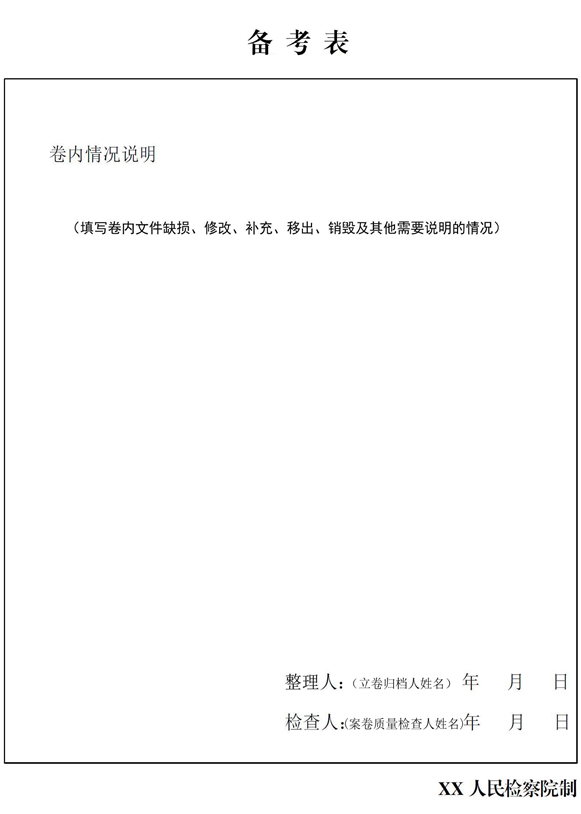 备 考 表
卷内情况说明
（填写卷内文件缺损、修改、补充、移出、销毁及其他需要说明的情况）
整理人:（立卷归档人姓名） 年 月 日
检查人:(案卷质量检查人姓名)年 月 日
XX 人民检察院制